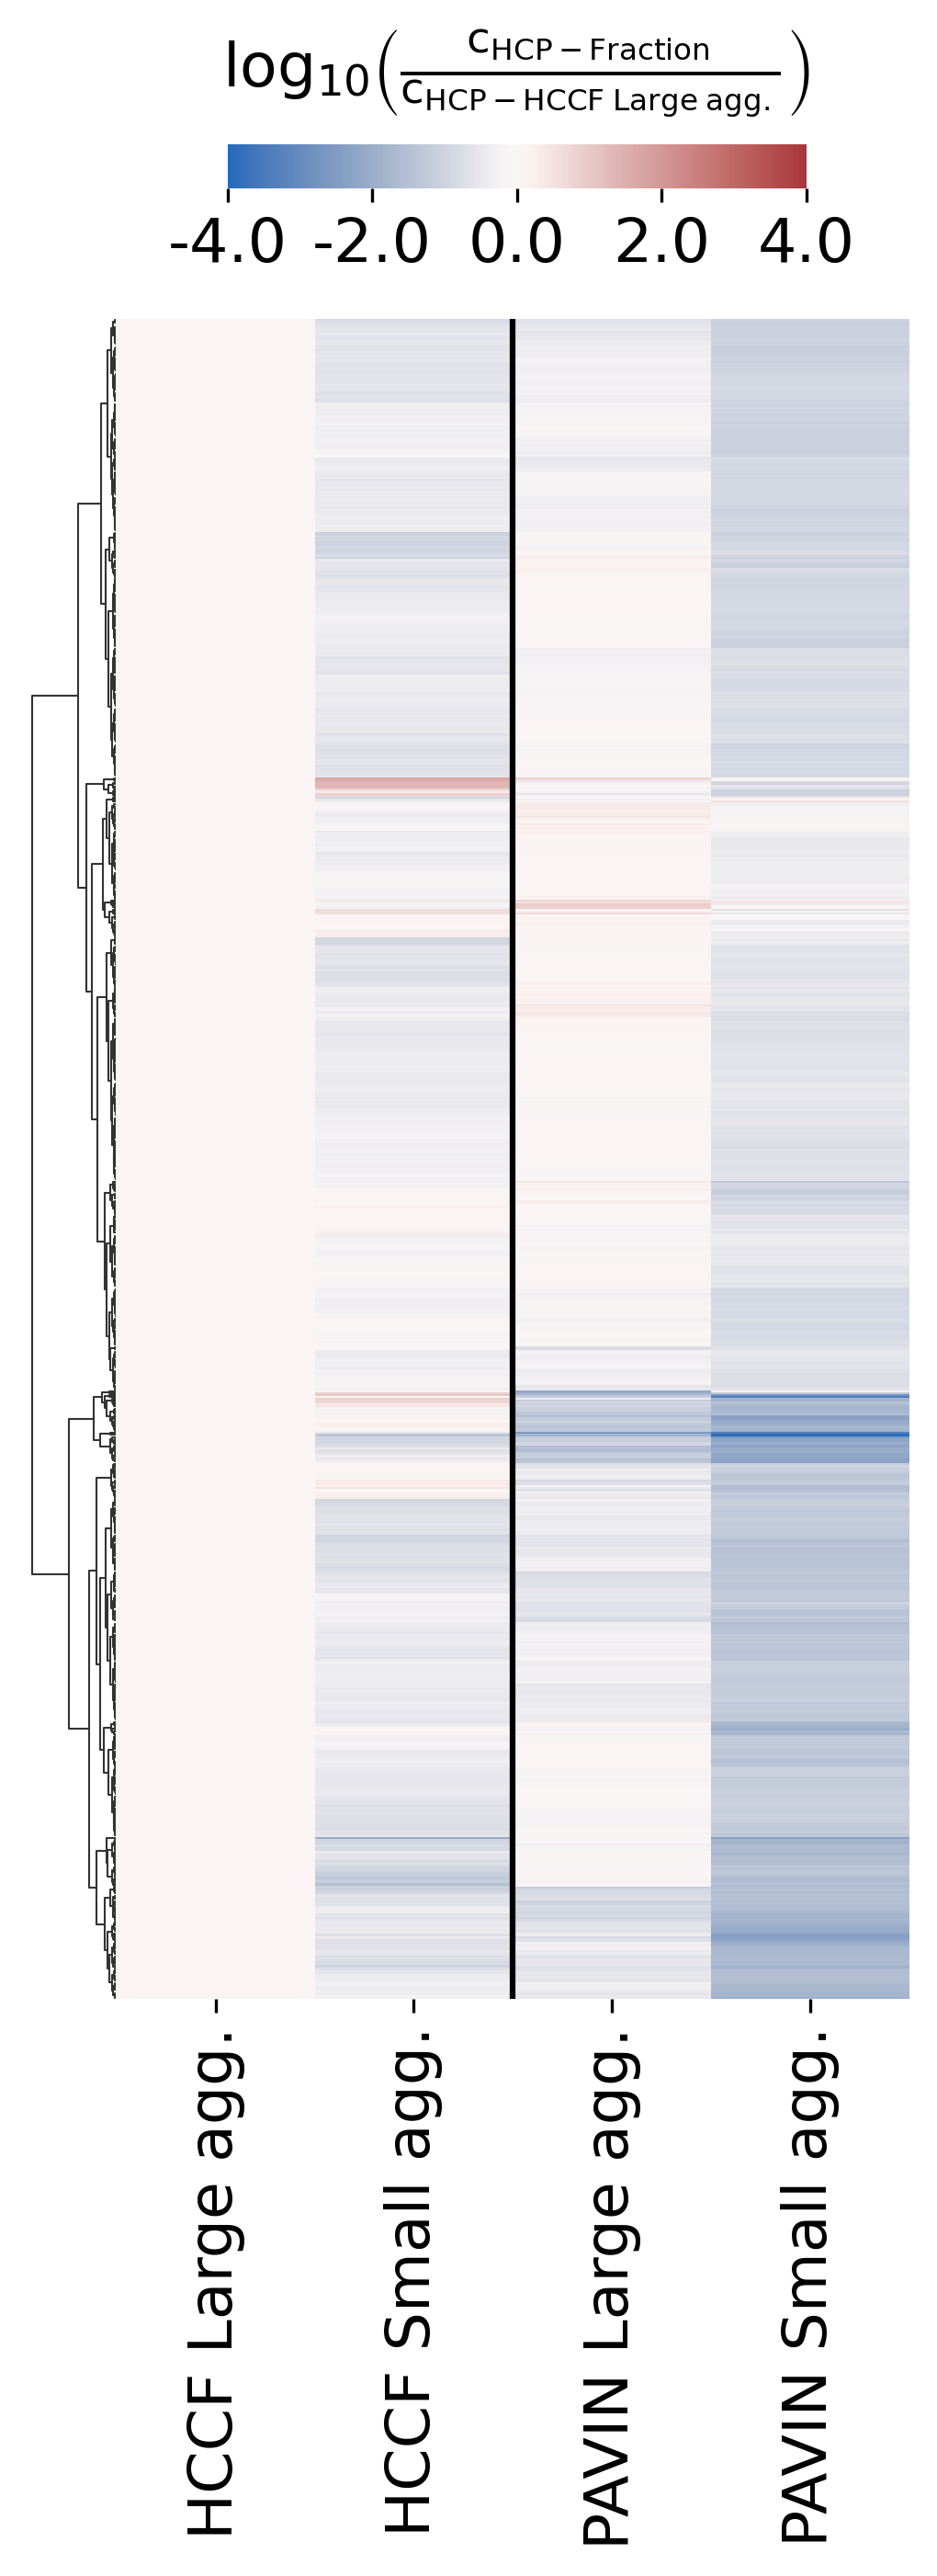 log10(cHCP−Fraction / cHCP−HCCF Large agg.)
-4.0 -2.0 0.0 2.0 4.0
HCCF Large agg.
HCCF Small agg.
PAVIN Large agg.
PAVIN Small agg.